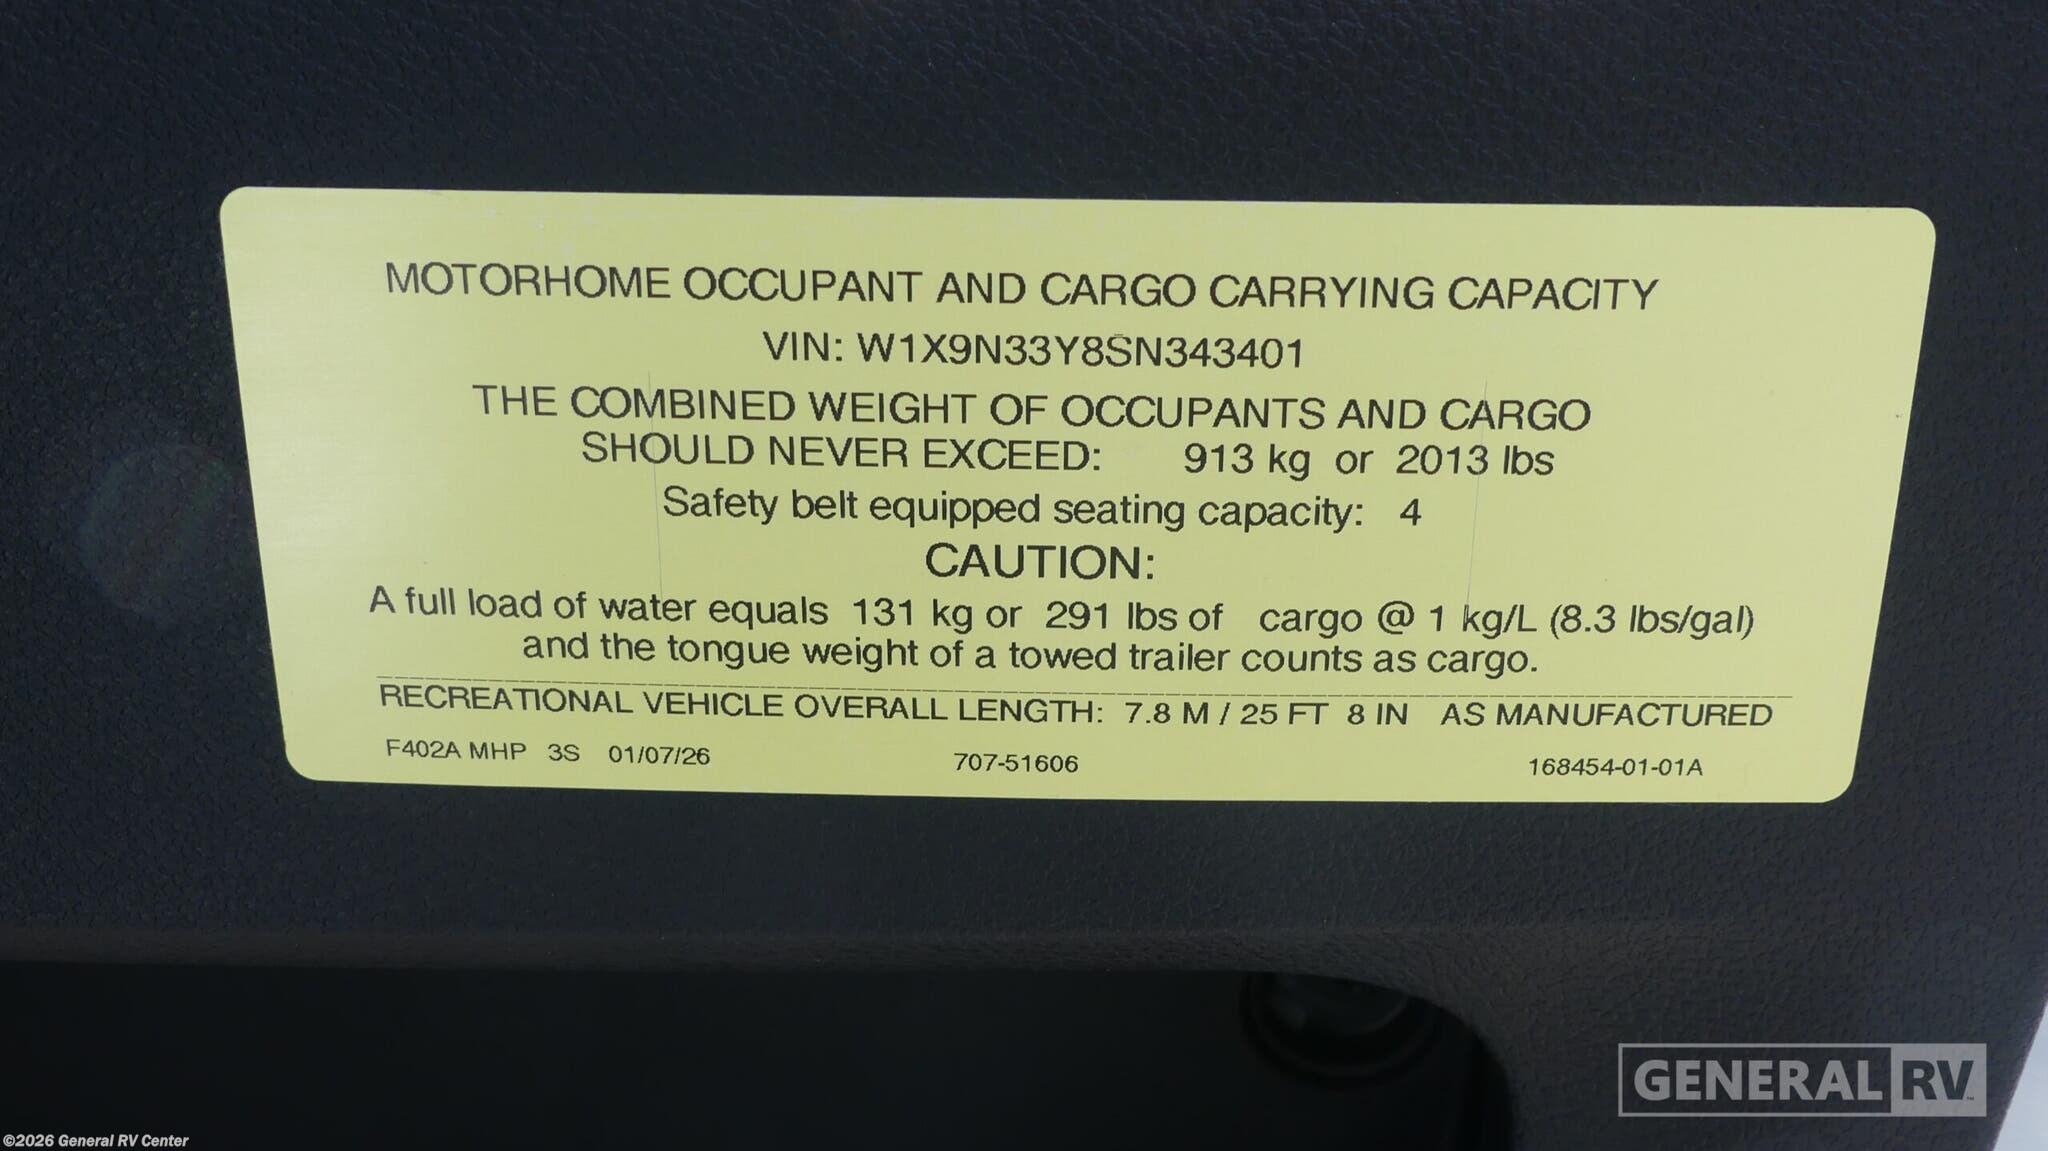 MOTORHOME OCCUPANT AND CARGO CARRYING CAPACITY
VIN: W1X9N33Y8SN343401
THE COMBINED WEIGHT OF OCCUPANTS AND CARGO
SHOULD NEVER EXCEED: 913 kg or 2013 lbs
Safety belt equipped seating capacity: 4
CAUTION:
A full load of water equals 131 kg or 291 lbs of cargo @ 1 kg/L (8.3 lbs/gal)
and the tongue weight of a towed trailer counts as cargo.
RECREATIONAL VEHICLE OVERALL LENGTH: 7.8 M / 25 FT 8 IN AS MANUFACTURED
F402A MHP 3S 01/07/26 707-51606 168454-01-01A
GENERAL RV
©2026 General RV Center